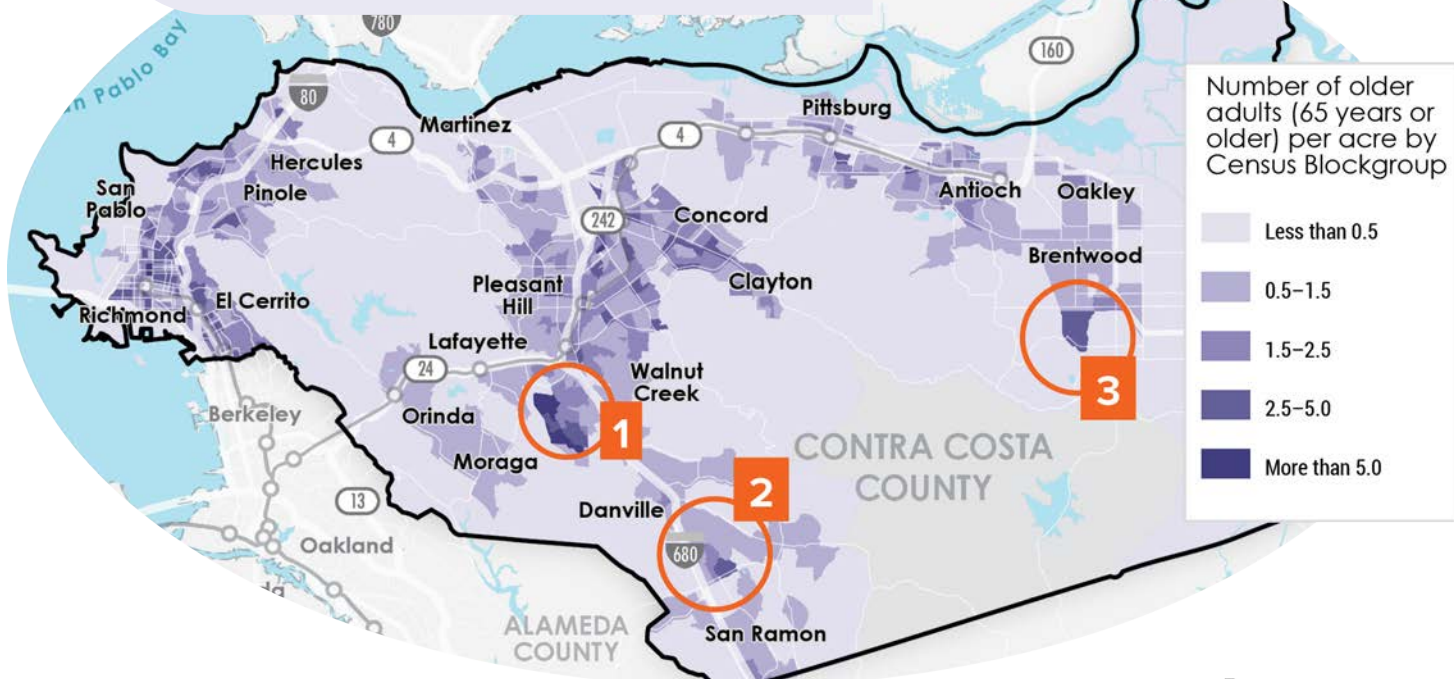 780
160
n Pablo Bay
80
4
Martinez
4
Pittsburg
Hercules
San
Pablo
Pinole
Antioch
Oakley
242
Concord
Brentwood
Pleasant
Hill
Clayton
Richmond
El Cerrito
Lafayette
24
Walnut
Creek
3
Berkeley
Orinda
1
Moraga
CONTRA COSTA
COUNTY
2
13
Danville
Oakland
680
ALAMEDA
COUNTY
San Ramon
Number of older
adults (65 years or
older) per acre by
Census Blockgroup
Less than 0.5
0.5–1.5
1.5–2.5
2.5–5.0
More than 5.0